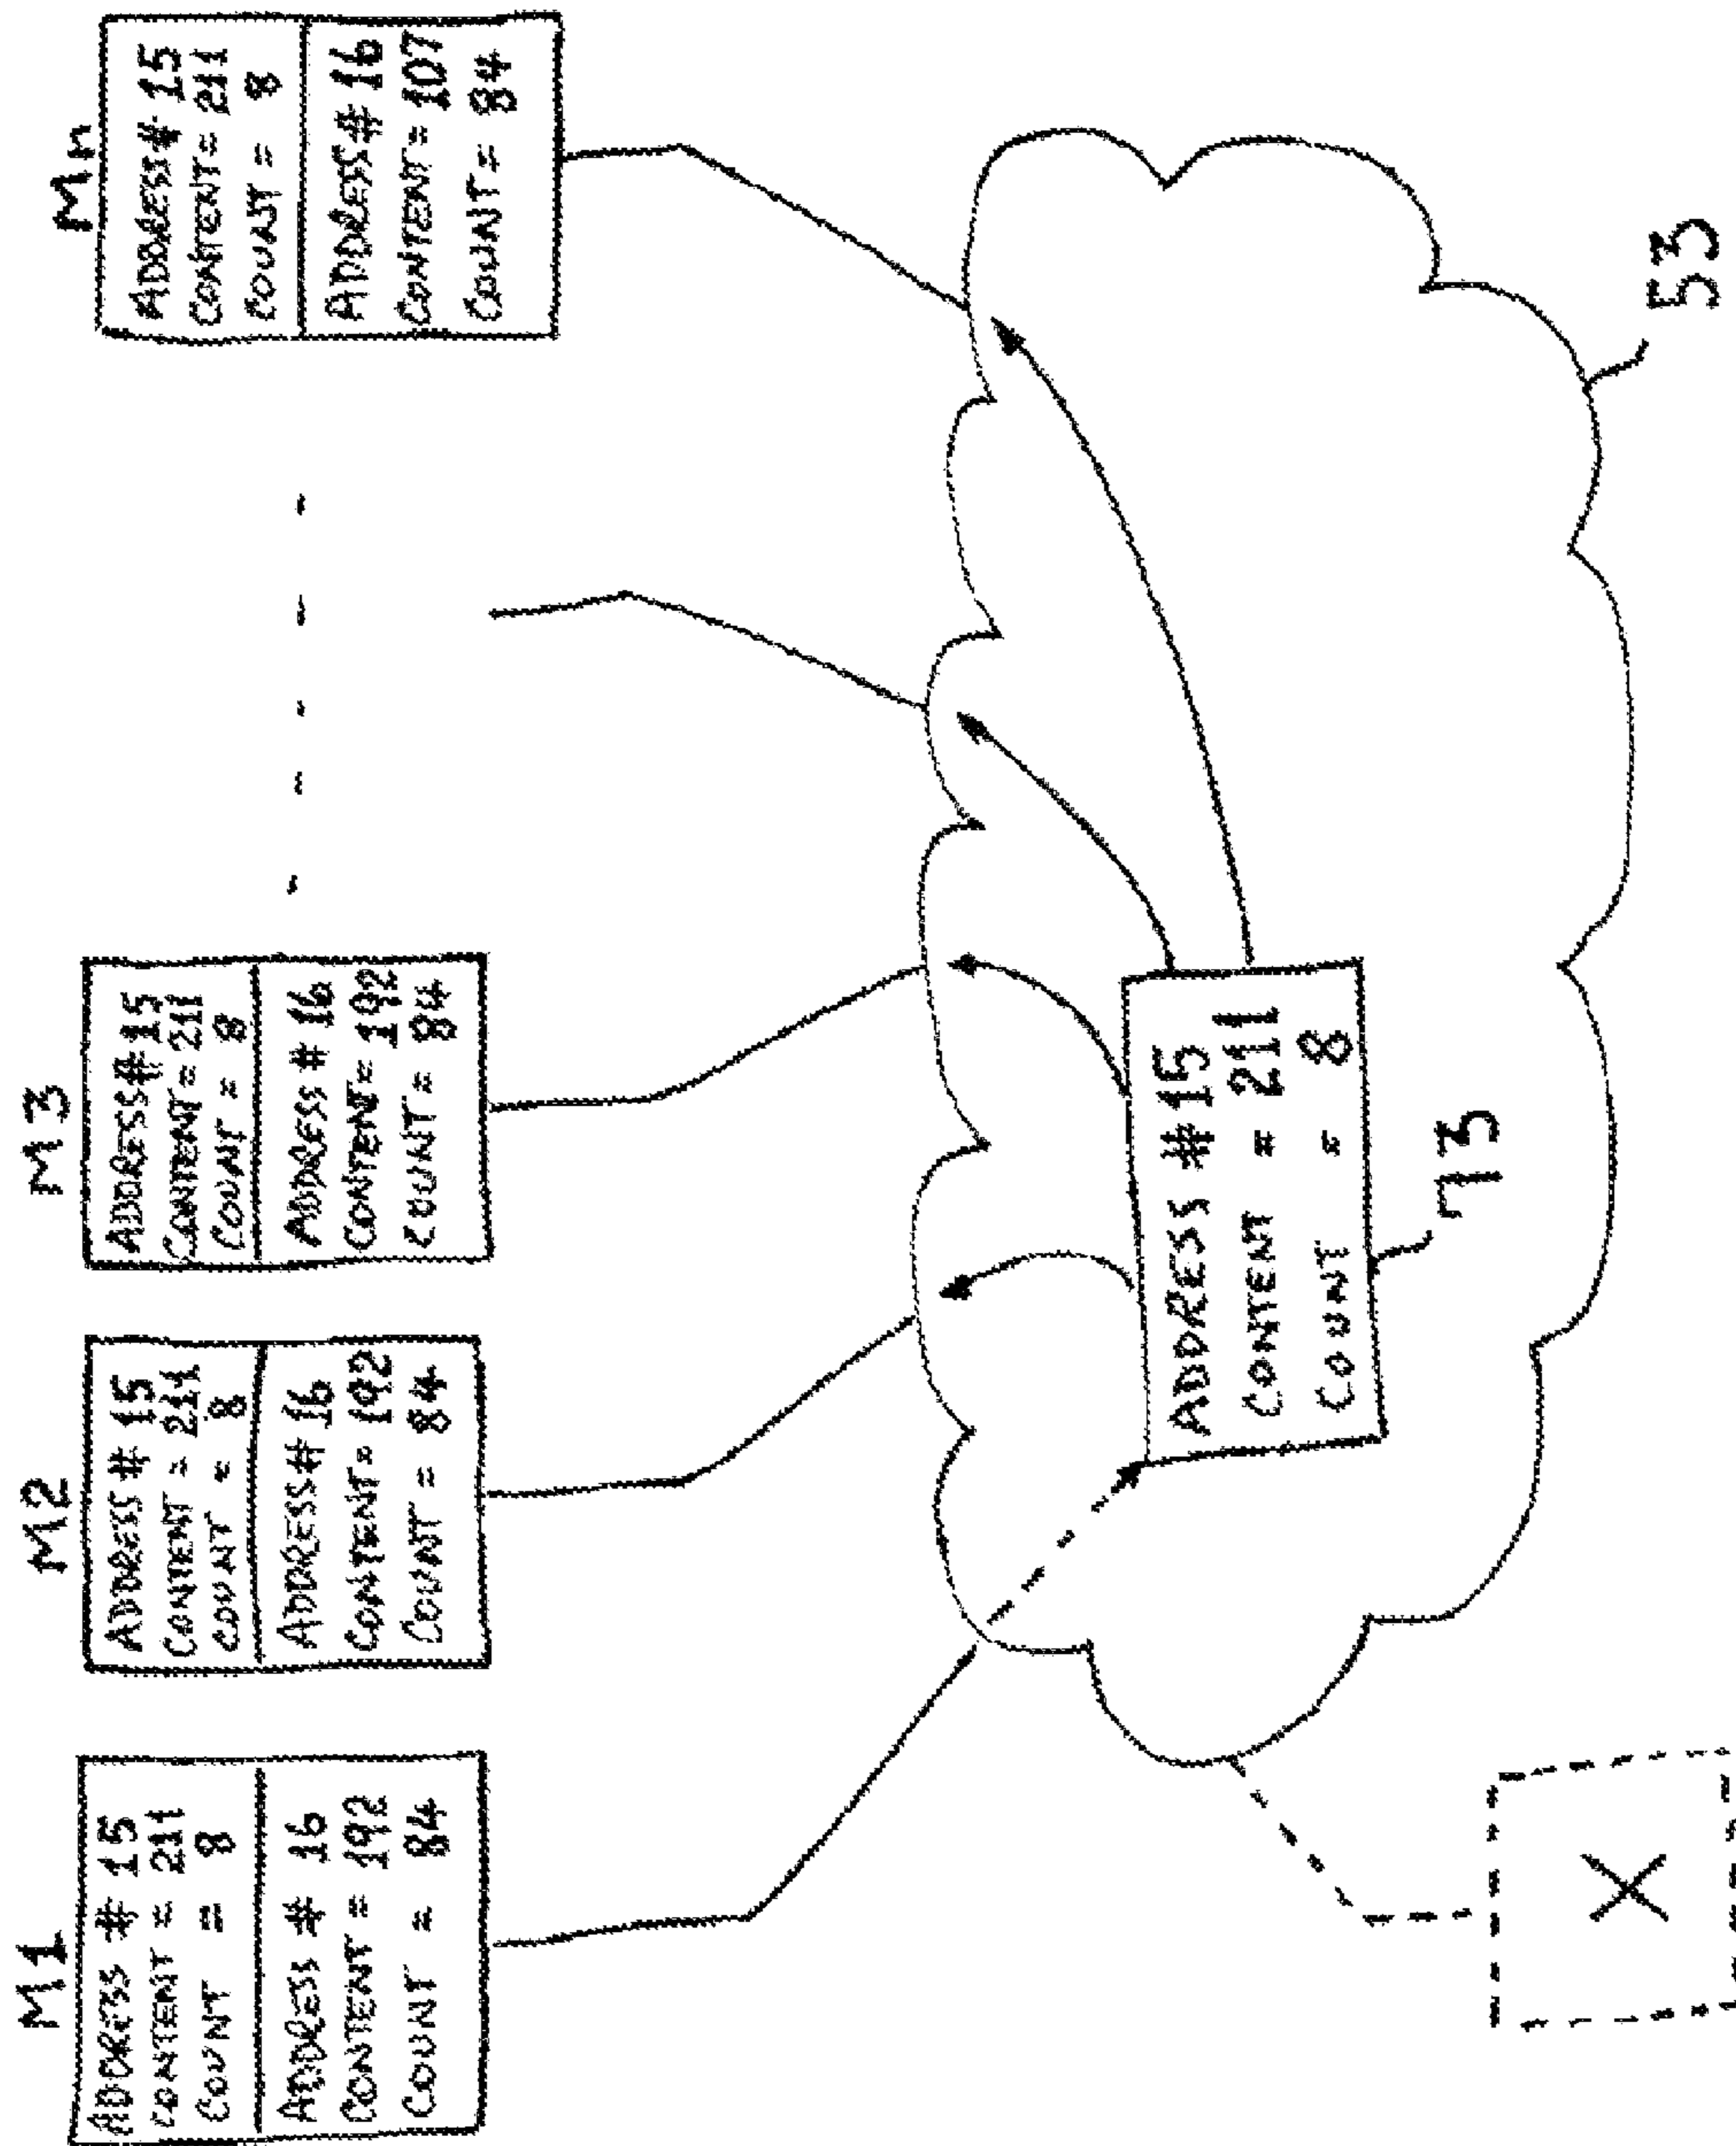 M1
ADDRESS # 15
CONTENT = 211
COUNT = 8
ADDRESS # 16
CONTENT = 192
COUNT = 84
M2
ADDRESS # 15
CONTENT = 211
COUNT = 8
ADDRESS # 16
CONTENT = 192
COUNT = 84
M3
ADDRESS # 15
CONTENT = 211
COUNT = 8
ADDRESS # 16
CONTENT = 192
COUNT = 84
Mn
ADDRESS # 15
CONTENT = 211
COUNT = 8
ADDRESS # 16
CONTENT = 107
COUNT = 84
ADDRESS # 15
CONTENT = 211
COUNT = 8
73
53
X